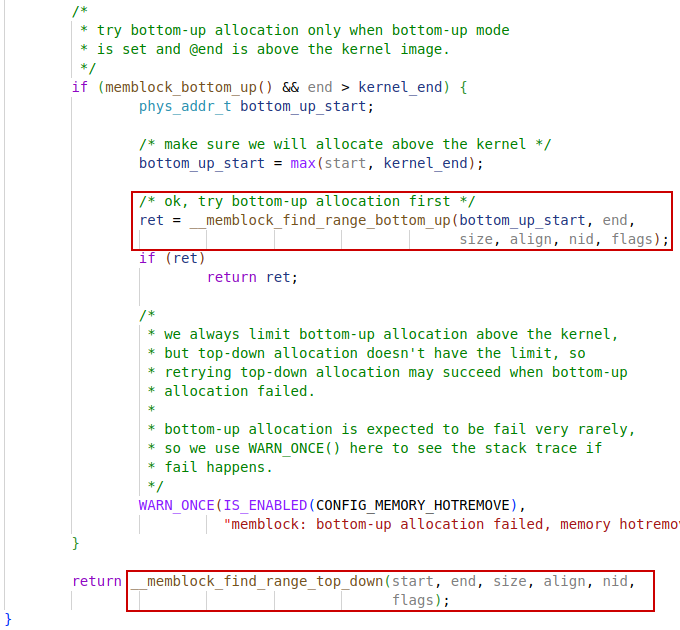 /*
 * try bottom-up allocation only when bottom-up mode
 * is set and @end is above the kernel image.
 */
if (memblock_bottom_up() && end > kernel_end) {
        phys_addr_t bottom_up_start;

        /* make sure we will allocate above the kernel */
        bottom_up_start = max(start, kernel_end);

        /* ok, try bottom-up allocation first */
        ret = __memblock_find_range_bottom_up(bottom_up_start, end,
                                              size, align, nid, flags);
        if (ret)
                return ret;

        /*
         * we always limit bottom-up allocation above the kernel,
         * but top-down allocation doesn't have the limit, so
         * retrying top-down allocation may succeed when bottom-up
         * allocation failed.
         *
         * bottom-up allocation is expected to be fail very rarely,
         * so we use WARN_ONCE() here to see the stack trace if
         * fail happens.
         */
        WARN_ONCE(IS_ENABLED(CONFIG_MEMORY_HOTREMOVE),
                  "memblock: bottom-up allocation failed, memory hotremo
}

return __memblock_find_range_top_down(start, end, size, align, nid,
                                      flags);
}